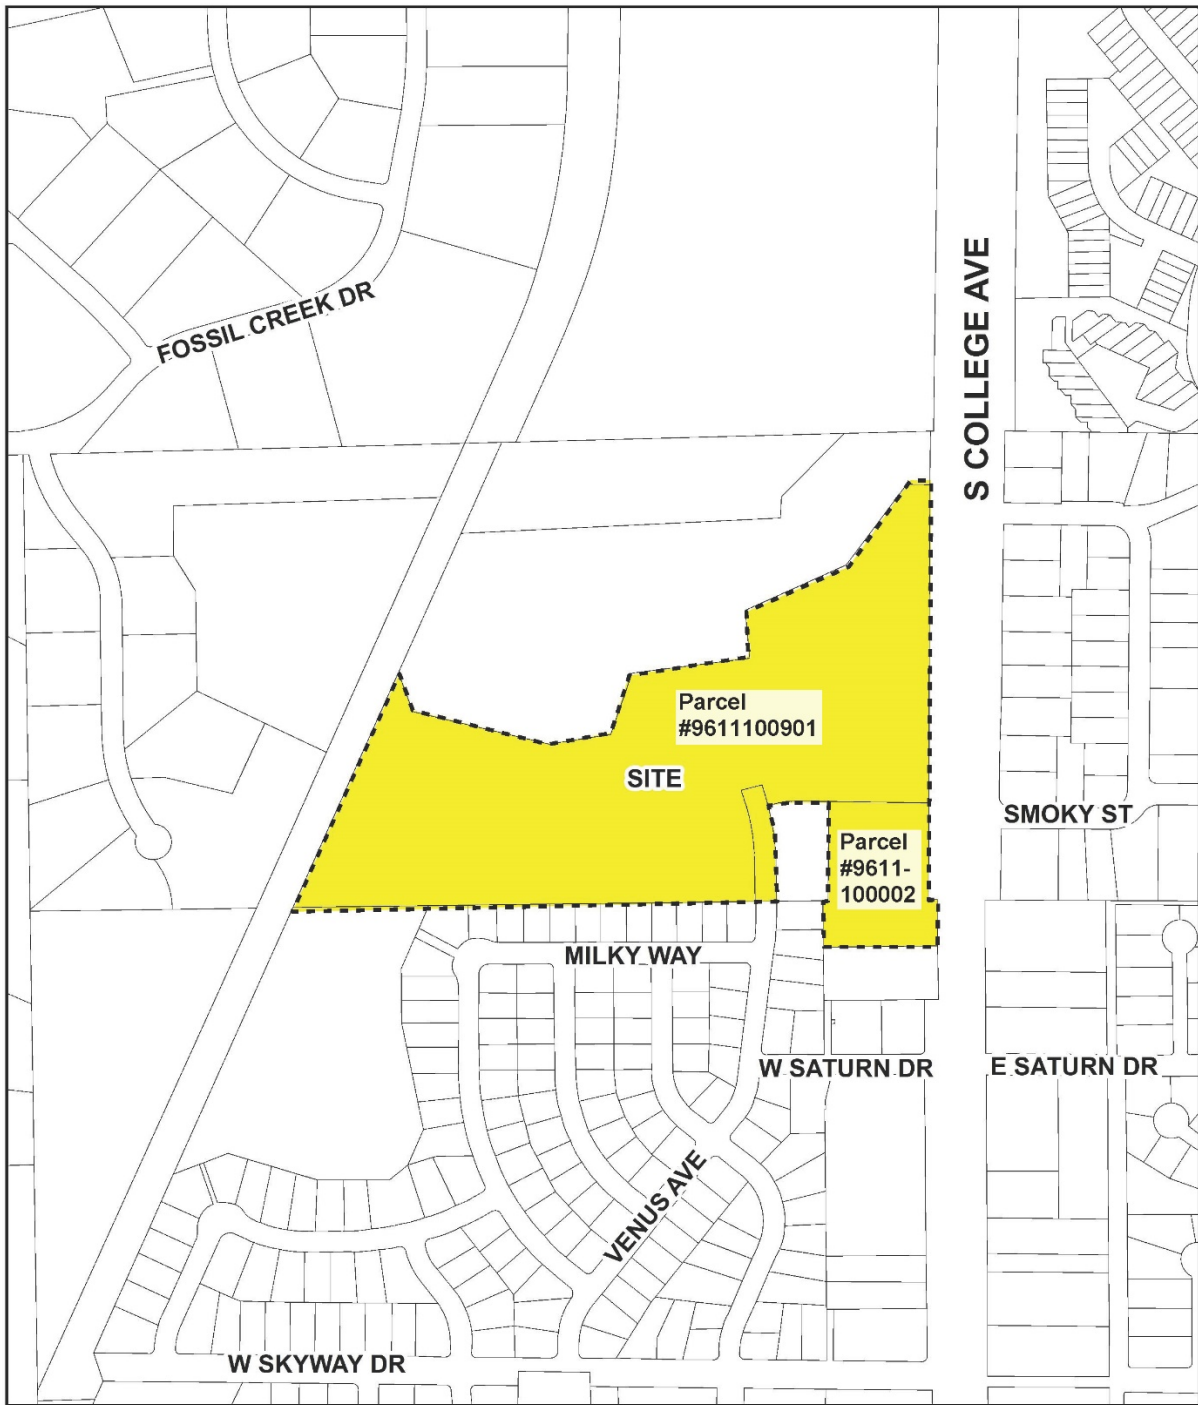 S COLLEGE AVE
FOSSIL CREEK DR
Parcel
#9611100901
SITE
SMOKY ST
Parcel
#9611-
100002
MILKY WAY
W SATURN DR
E SATURN DR
VENUS AVE
W SKYWAY DR